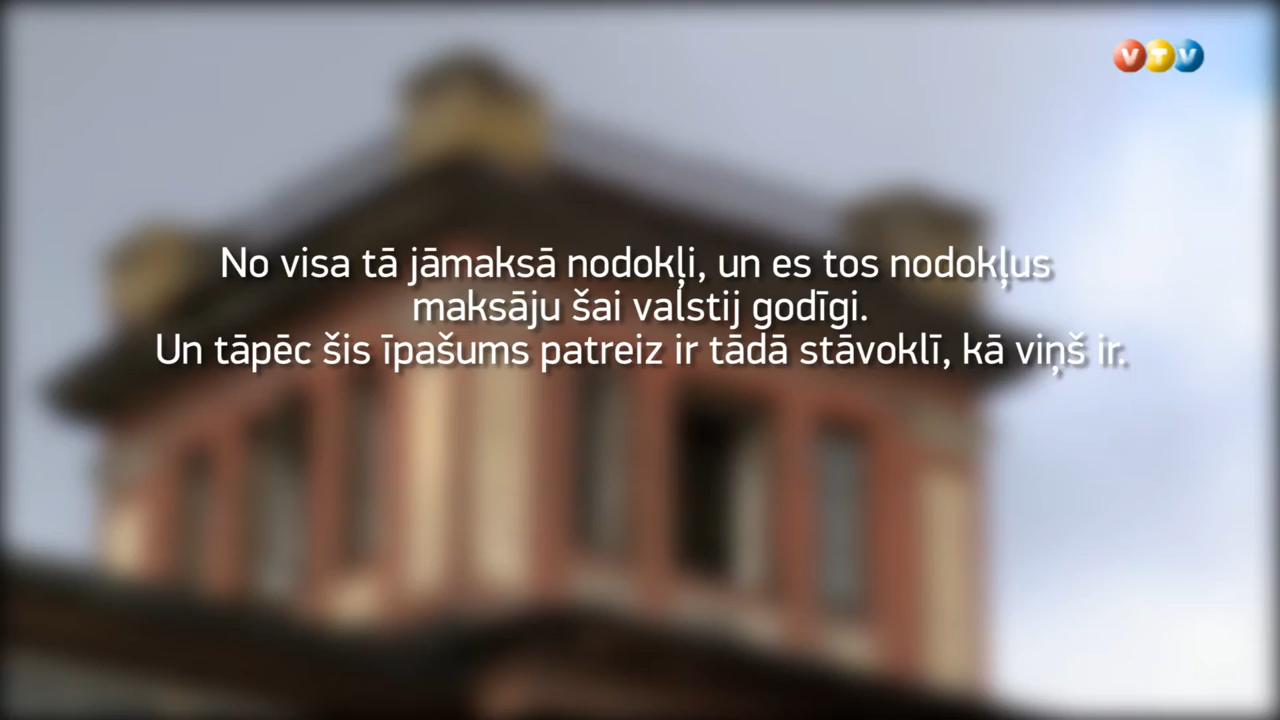 VTV
No visa tā jāmaksā nodokļi, un es tos nodokļus
maksāju šai valstij godīgi.
Un tāpēc šis īpašums patreiz ir tādā stāvoklī, kā viņš ir.